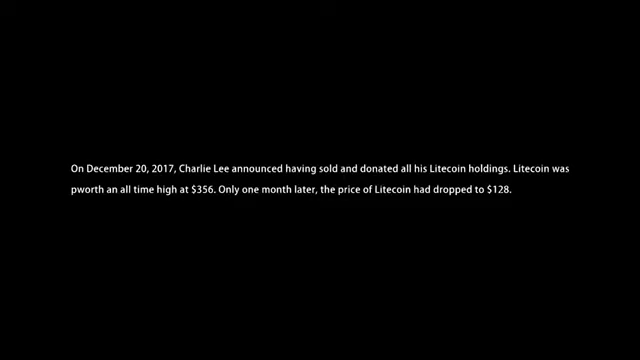 On December 20, 2017, Charlie Lee announced having sold and donated all his Litecoin holdings. Litecoin was
pworth an all time high at $356. Only one month later, the price of Litecoin had dropped to $128.